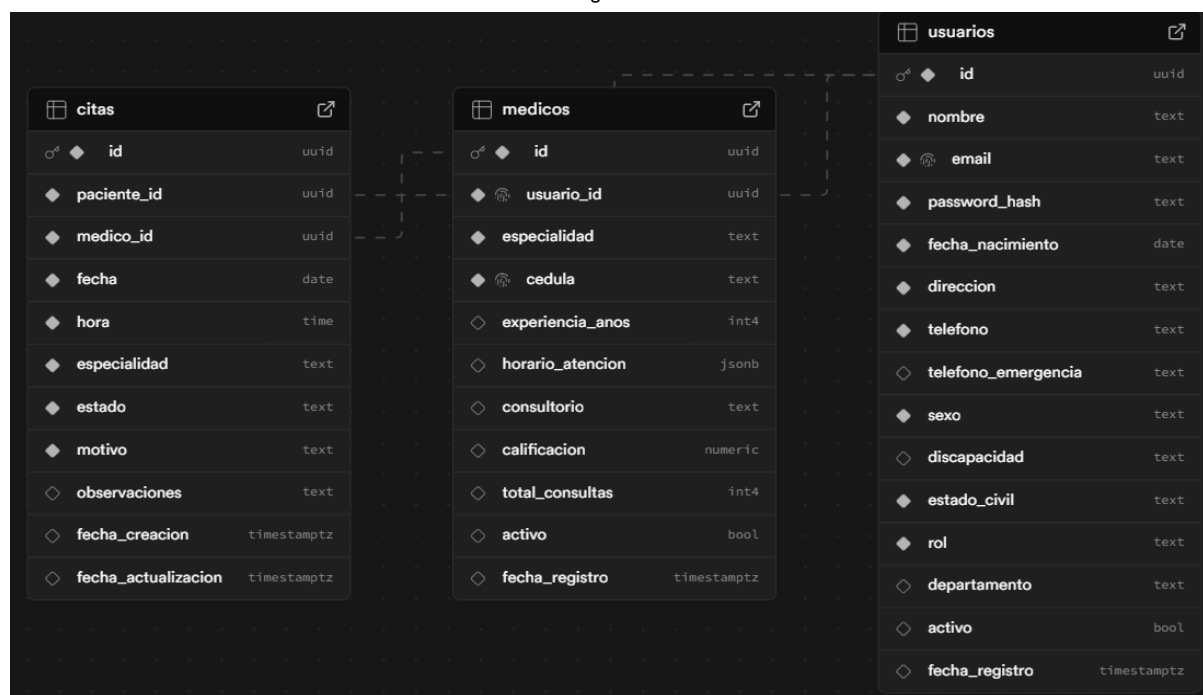 citas
id uuid
paciente_id uuid
medico_id uuid
fecha date
hora time
especialidad text
estado text
motivo text
observaciones text
fecha_creacion timestamptz
fecha_actualizacion timestamptz
medicos
id uuid
usuario_id uuid
especialidad text
cedula text
experiencia_anos int4
horario_atencion jsonb
consultorio text
calificacion numeric
total_consultas int4
activo bool
fecha_registro timestamptz
usuarios
id uuid
nombre text
email text
password_hash text
fecha_nacimiento date
direccion text
telefono text
telefono_emergencia text
sexo text
discapacidad text
estado_civil text
rol text
departamento text
activo bool
fecha_registro timestamptz